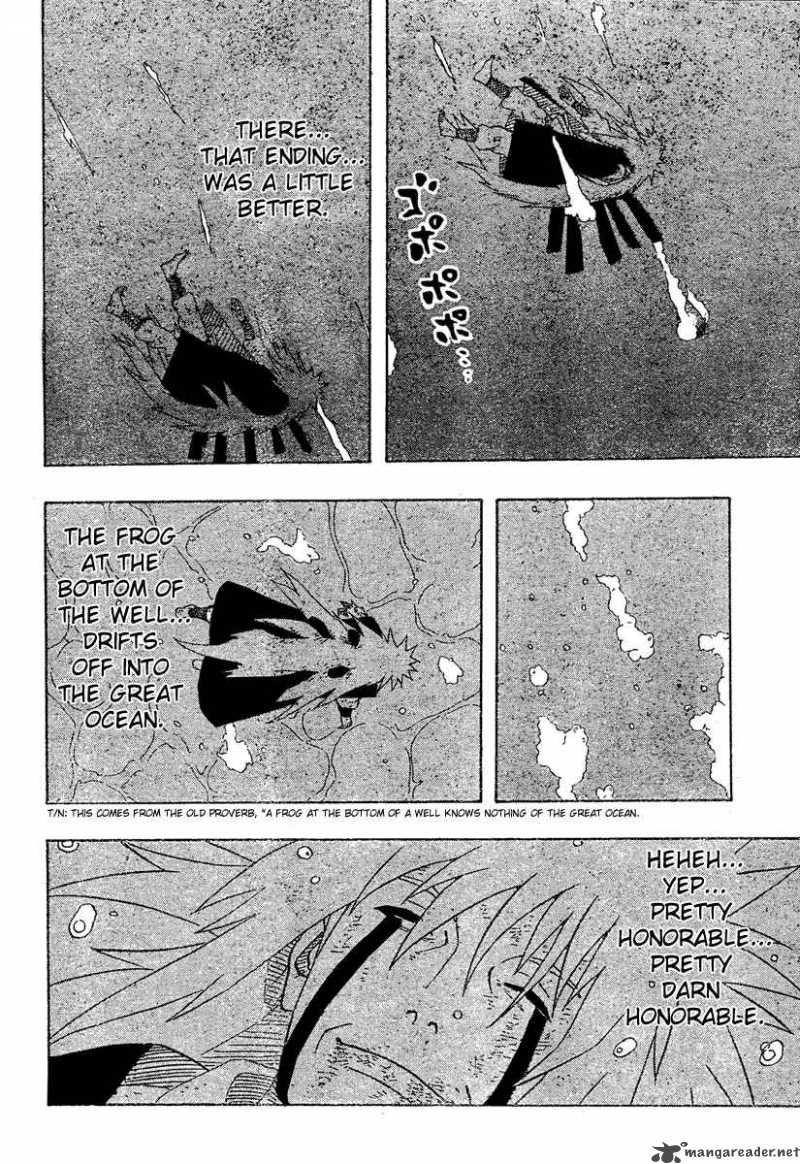 ゴポポポ…
THERE...
THAT ENDING...
WAS A LITTLE
BETTER.
THE FROG
AT THE
BOTTOM OF
THE WELL...
DRIFTS
OFF INTO
THE GREAT
OCEAN.
T/N: THIS COMES FROM THE OLD PROVERB, "A FROG AT THE BOTTOM OF A WELL KNOWS NOTHING OF THE GREAT OCEAN.
HEHEH...
YEP...
PRETTY
HONORABLE...
PRETTY
DARN
HONORABLE.
mangareader.net